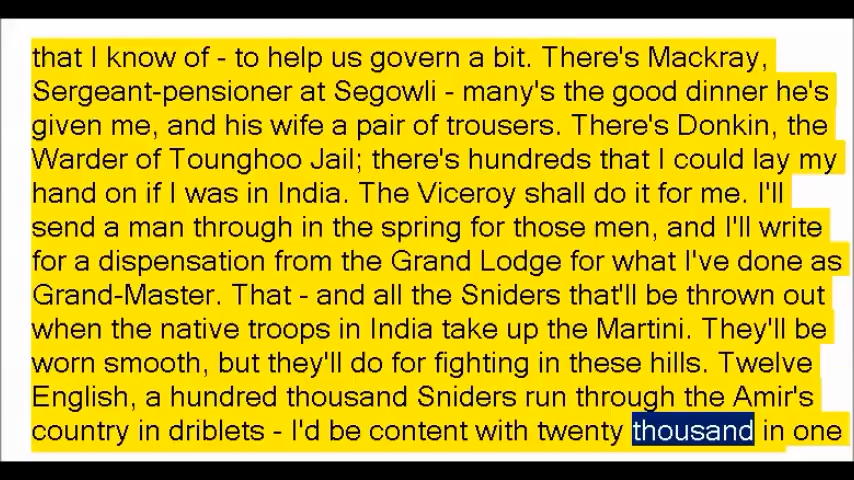 that I know of - to help us govern a bit. There's Mackray,
Sergeant-pensioner at Segowli - many's the good dinner he's
given me, and his wife a pair of trousers. There's Donkin, the
Warder of Tounghoo Jail; there's hundreds that I could lay my
hand on if I was in India. The Viceroy shall do it for me. I'll
send a man through in the spring for those men, and I'll write
for a dispensation from the Grand Lodge for what I've done as
Grand-Master. That - and all the Sniders that'll be thrown out
when the native troops in India take up the Martini. They'll be
worn smooth, but they'll do for fighting in these hills. Twelve
English, a hundred thousand Sniders run through the Amir's
country in driblets - I'd be content with twenty thousand in one